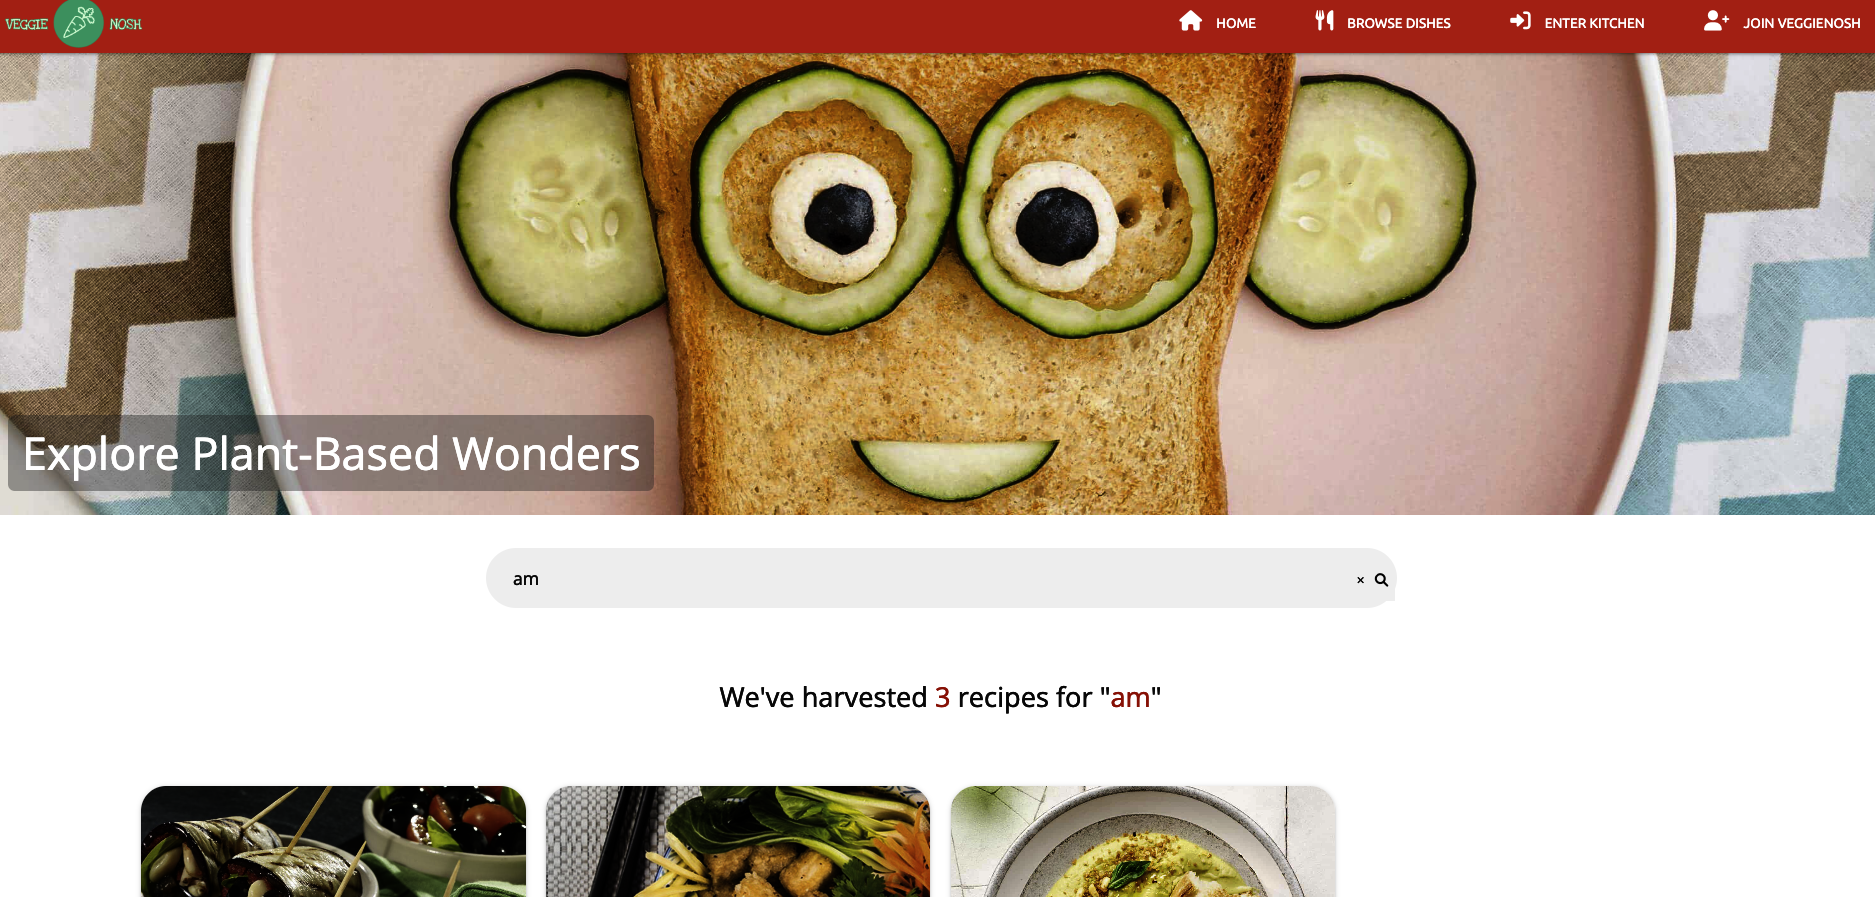 VEGGIE NOSH
HOME
BROWSE DISHES
ENTER KITCHEN
JOIN VEGGIENOSH
Explore Plant-Based Wonders
am ×
We've harvested 3 recipes for "am"